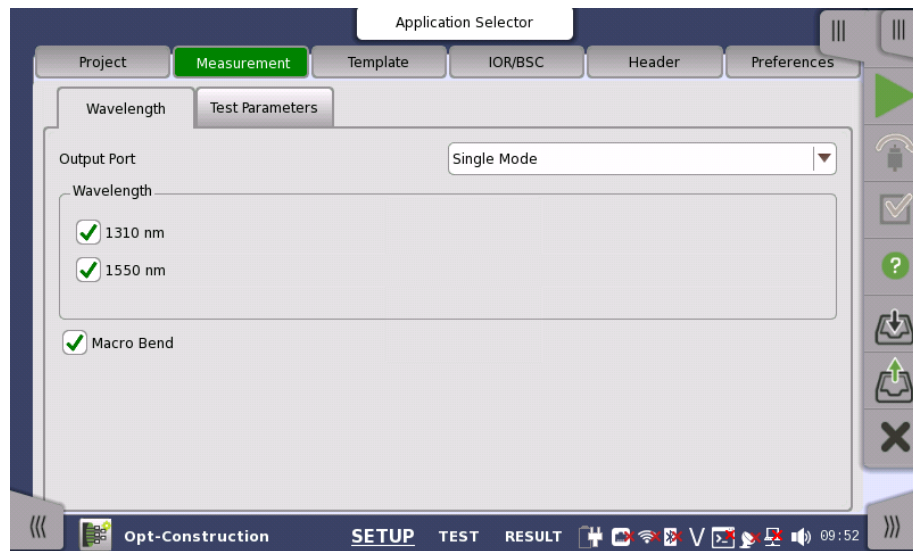 Application Selector
Project Measurement Template IOR/BSC Header Preferences
Wavelength Test Parameters
Output Port Single Mode
Wavelength
1310 nm
1550 nm
Macro Bend
Opt-Construction SETUP TEST RESULT 09:52